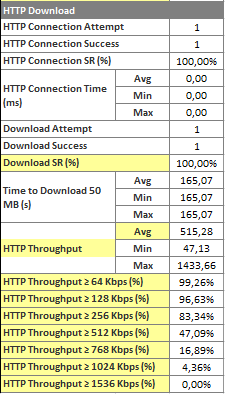 HTTP Download
HTTP Connection Attempt 1
HTTP Connection Success 1
HTTP Connection SR (%) 100,00%
HTTP Connection Time (ms) Avg 0,00
Min 0,00
Max 0,00
Download Attempt 1
Download Success 1
Download SR (%) 100,00%
Time to Download 50 MB (s) Avg 165,07
Min 165,07
Max 165,07
HTTP Throughput Avg 515,28
Min 47,13
Max 1433,66
HTTP Throughput ≥ 64 Kbps (%) 99,26%
HTTP Throughput ≥ 128 Kbps (%) 96,63%
HTTP Throughput ≥ 256 Kbps (%) 83,34%
HTTP Throughput ≥ 512 Kbps (%) 47,09%
HTTP Throughput ≥ 768 Kbps (%) 16,89%
HTTP Throughput ≥ 1024 Kbps (%) 4,36%
HTTP Throughput ≥ 1536 Kbps (%) 0,00%